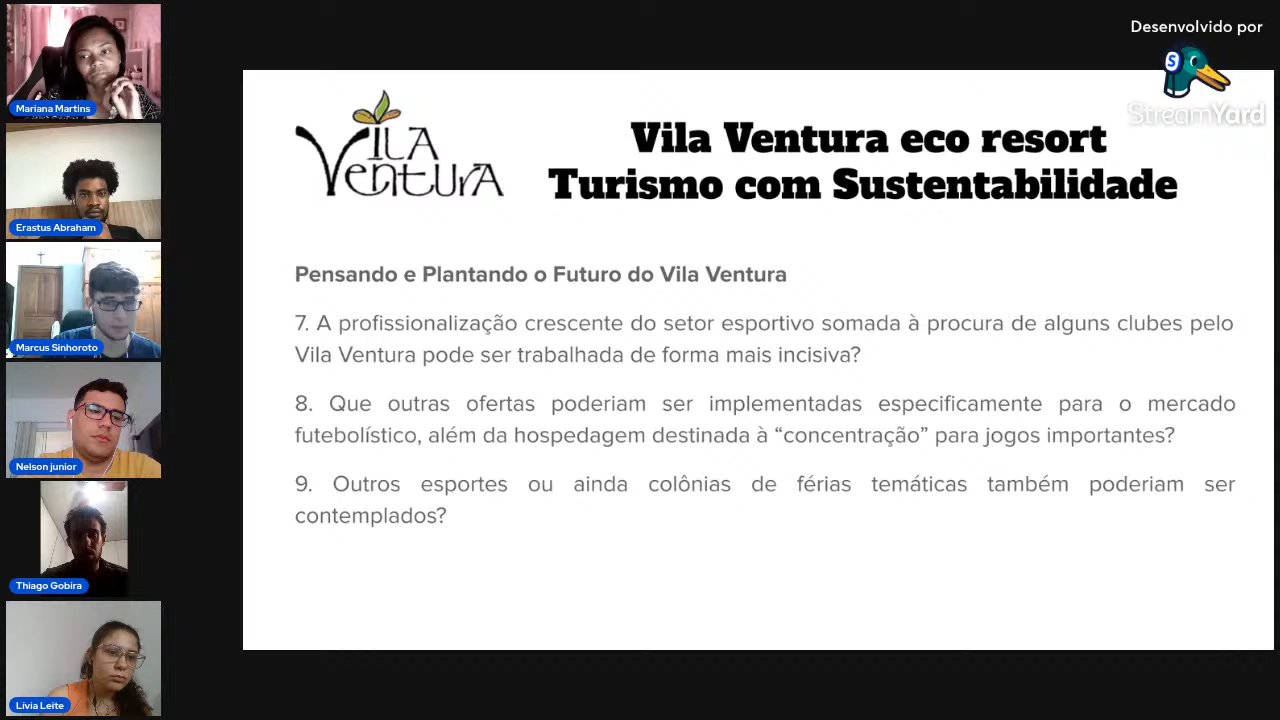 Mariana Martins
Erastus Abraham
Marcus Sinhoroto
Nelson junior
Thiago Gobira
Lívia Leite
Desenvolvido por
S
StreamYard
VILA
VENTURA
Vila Ventura eco resort
Turismo com Sustentabilidade
Pensando e Plantando o Futuro do Vila Ventura
7. A profissionalização crescente do setor esportivo somada à procura de alguns clubes pelo
Vila Ventura pode ser trabalhada de forma mais incisiva?
8. Que outras ofertas poderiam ser implementadas especificamente para o mercado
futebolístico, além da hospedagem destinada à “concentração” para jogos importantes?
9. Outros esportes ou ainda colônias de férias temáticas também poderiam ser
contemplados?